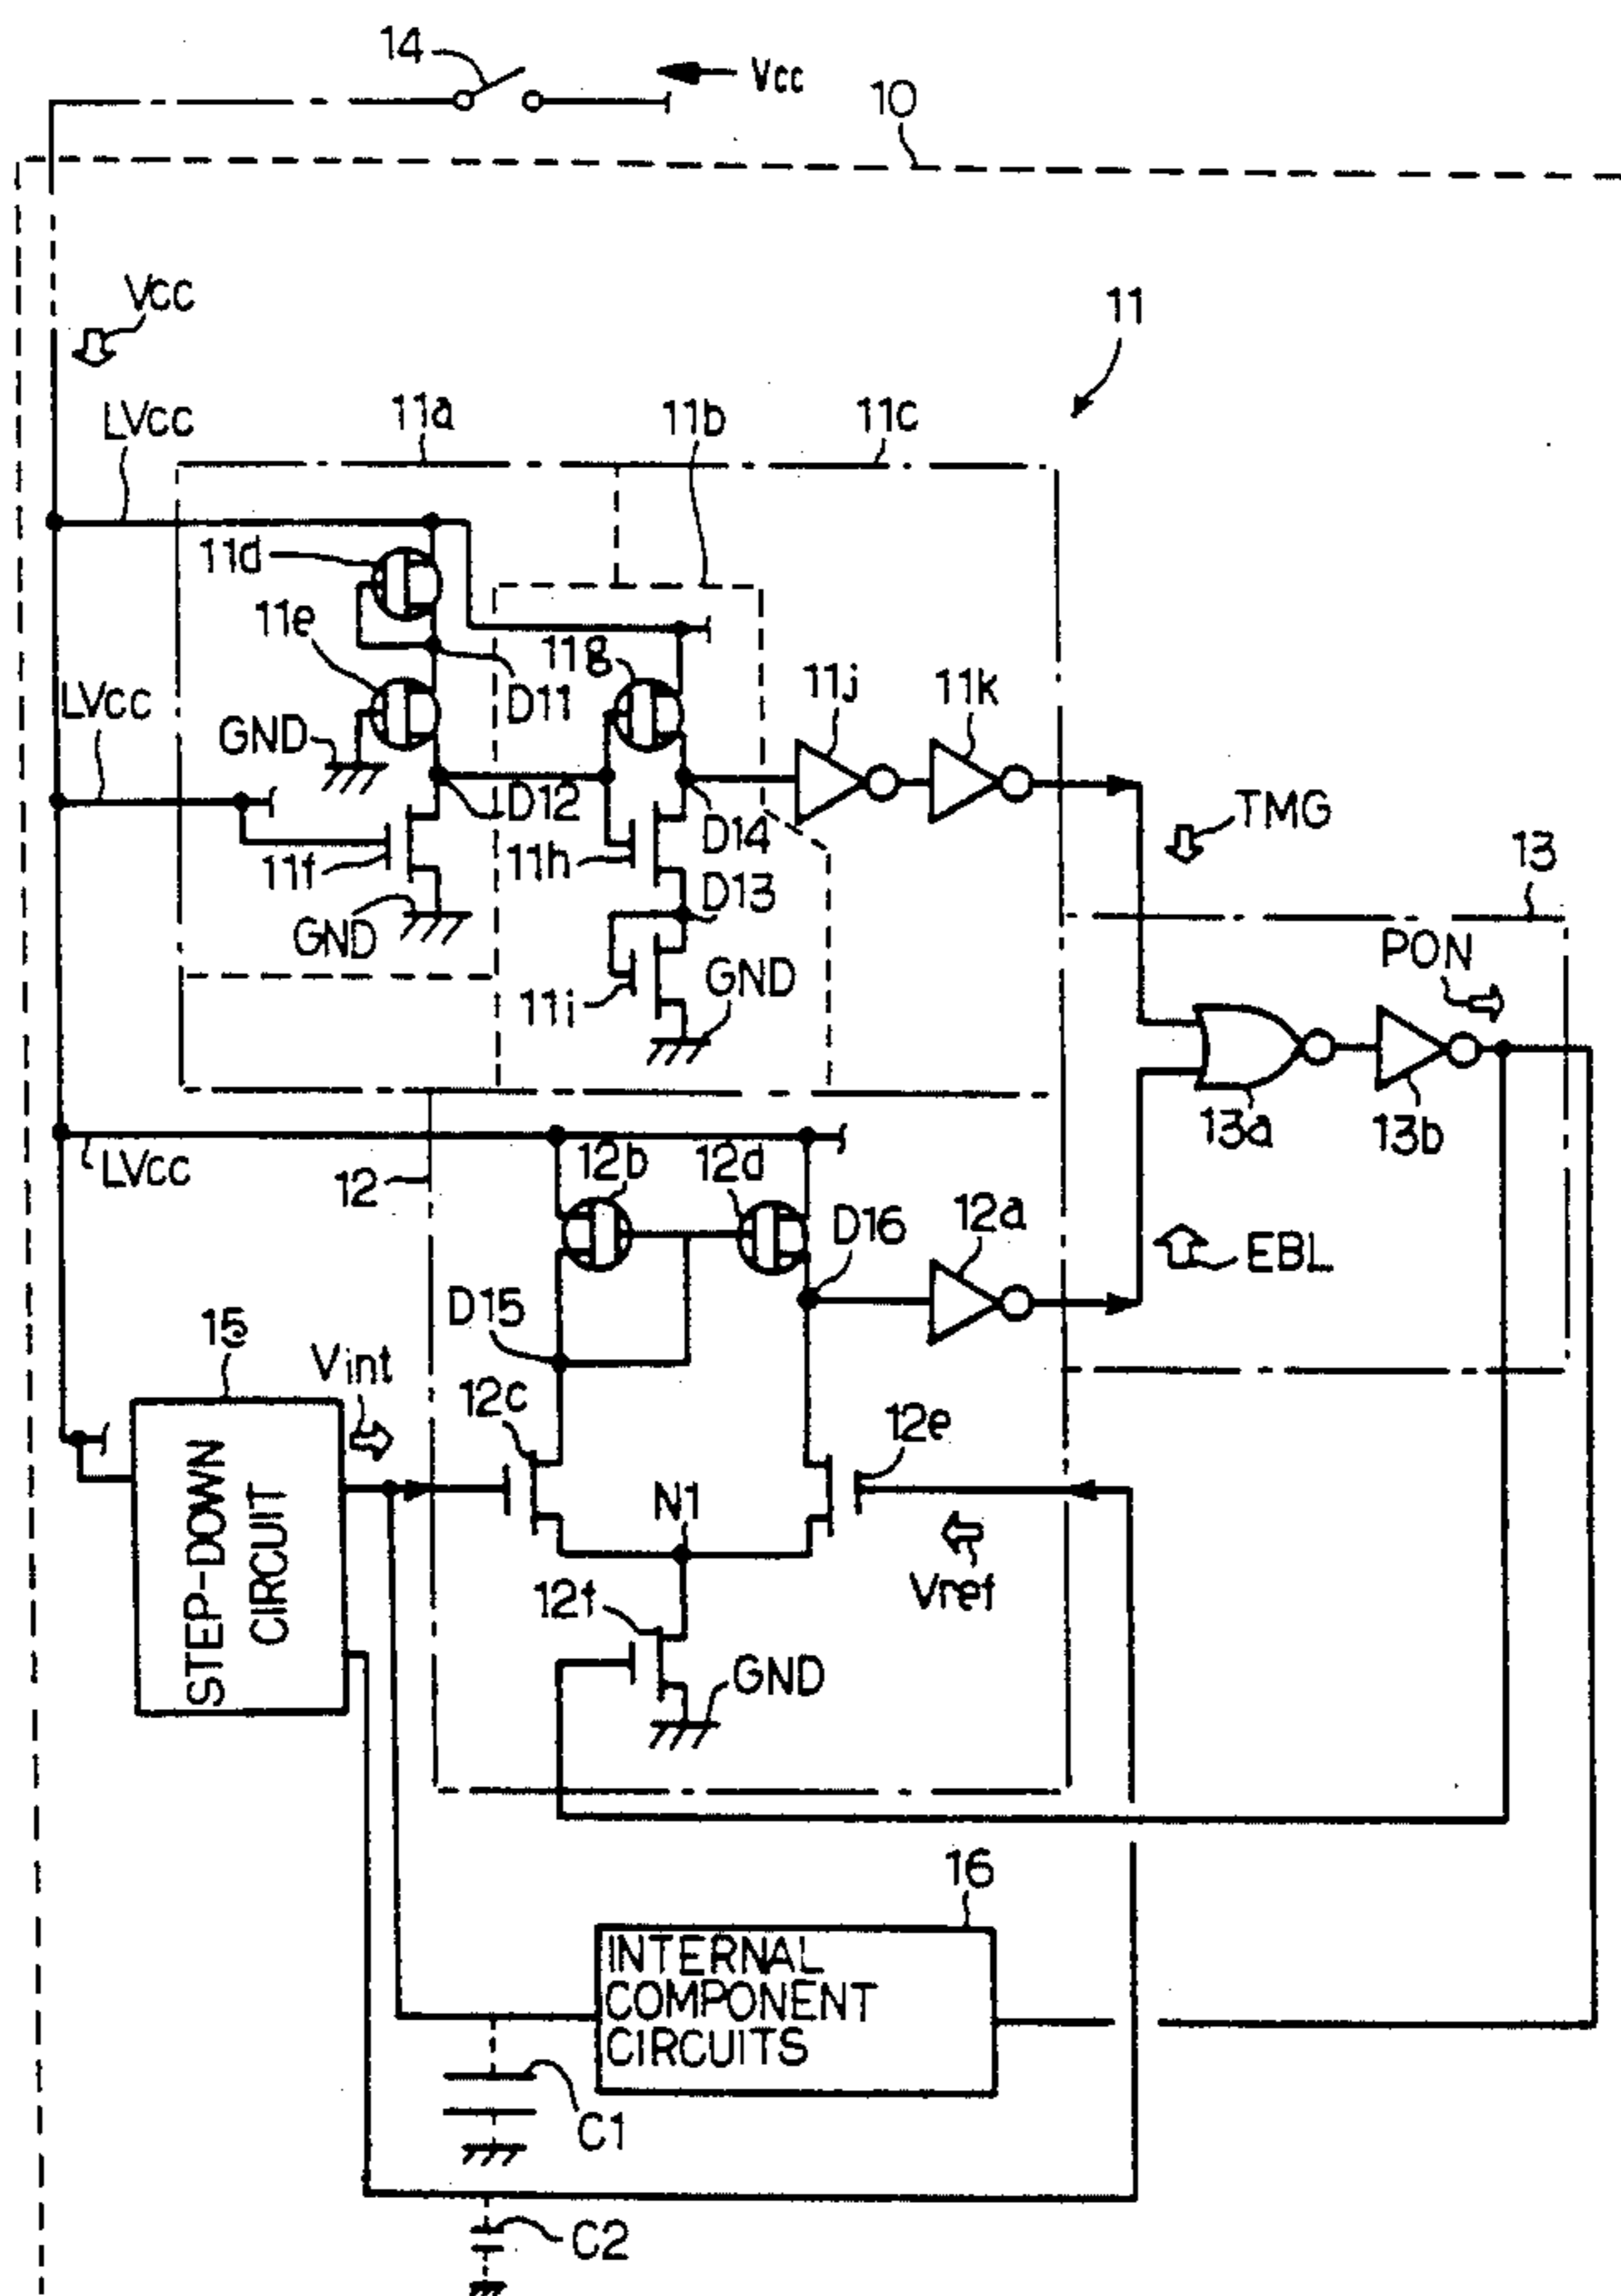 14
Vcc
10
Vcc
11
LVcc
11a
11b
11c
11d
11e
11g
11j
11k
LVcc
GND
D11
D12
D14
TMG
11f
11h
D13
13
GND
PON
11i
GND
13a
13b
LVcc
12
12b
12d
D16
12a
EBL
D15
15
Vint
12c
12e
N1
STEP-DOWN
CIRCUIT
Vref
12f
GND
16
INTERNAL
COMPONENT
CIRCUITS
C1
C2